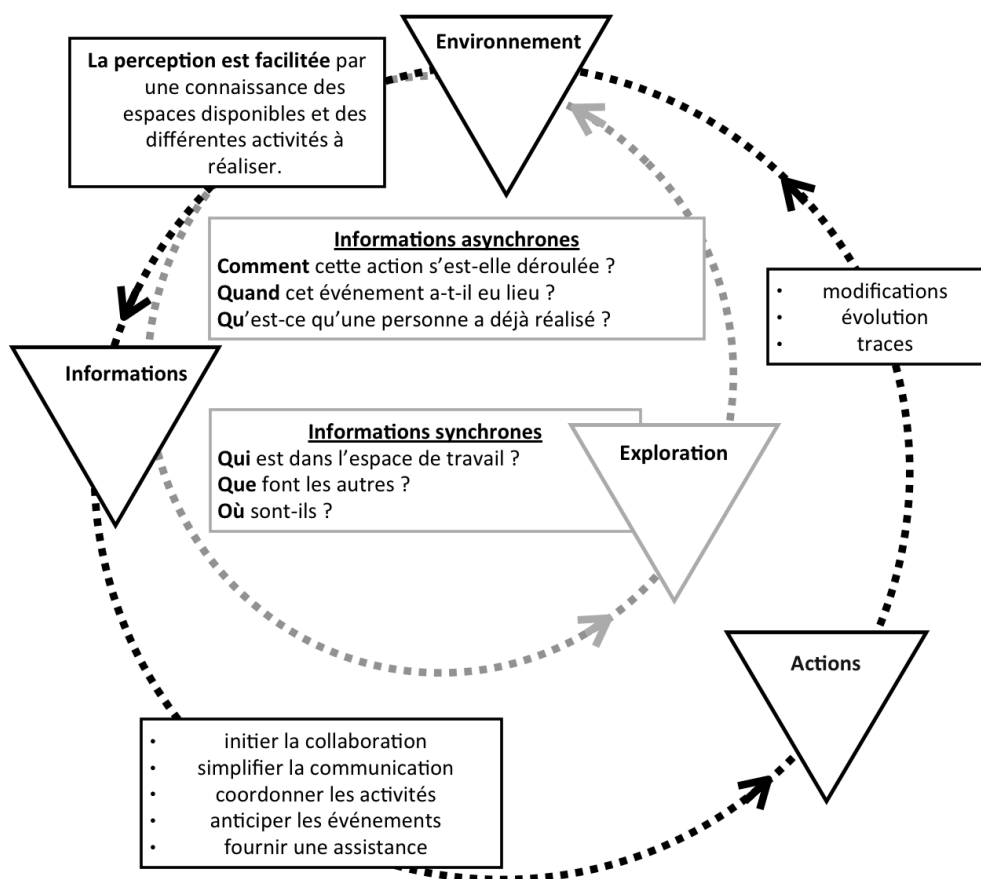 Environnement
La perception est facilitée par
une connaissance des
espaces disponibles et des
différentes activités à
réaliser.
Informations asynchrones
Comment cette action s’est-elle déroulée ?
Quand cet événement a-t-il eu lieu ?
Qu’est-ce qu’une personne a déjà réalisé ?
• modifications
• évolution
• traces
Informations
Informations synchrones
Qui est dans l’espace de travail ?
Que font les autres ?
Où sont-ils ?
Exploration
Actions
• initier la collaboration
• simplifier la communication
• coordonner les activités
• anticiper les événements
• fournir une assistance